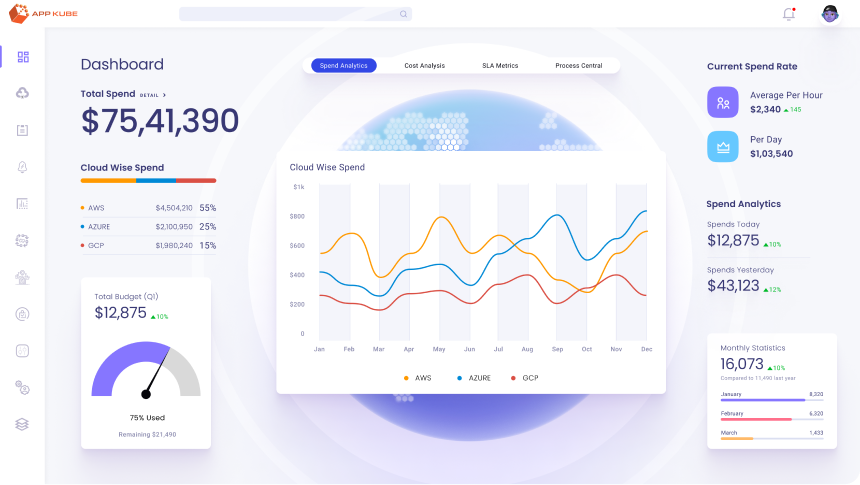 APP KUBE
Dashboard
Total Spend DETAIL >
$75,41,390
Cloud Wise Spend
AWS $4,504,210 55%
AZURE $2,100,950 25%
GCP $1,980,240 15%
Total Budget (Q1)
$12,875 10%
75% Used
Remaining $21,490
Spend Analytics Cost Analysis SLA Metrics Process Central
Cloud Wise Spend
$1k
$800
$600
$400
$200
0
Jan Feb Mar Apr May Jun Jul Aug Sep Oct Nov Dec
AWS AZURE GCP
Current Spend Rate
Average Per Hour
$2,340 145
Per Day
$1,03,540
Spend Analytics
Spends Today
$12,875 10%
Spends Yesterday
$43,123 12%
Monthly Statistics
16,073 10%
Compared to 11,490 last year
January 8,320
February 6,320
March 1,433